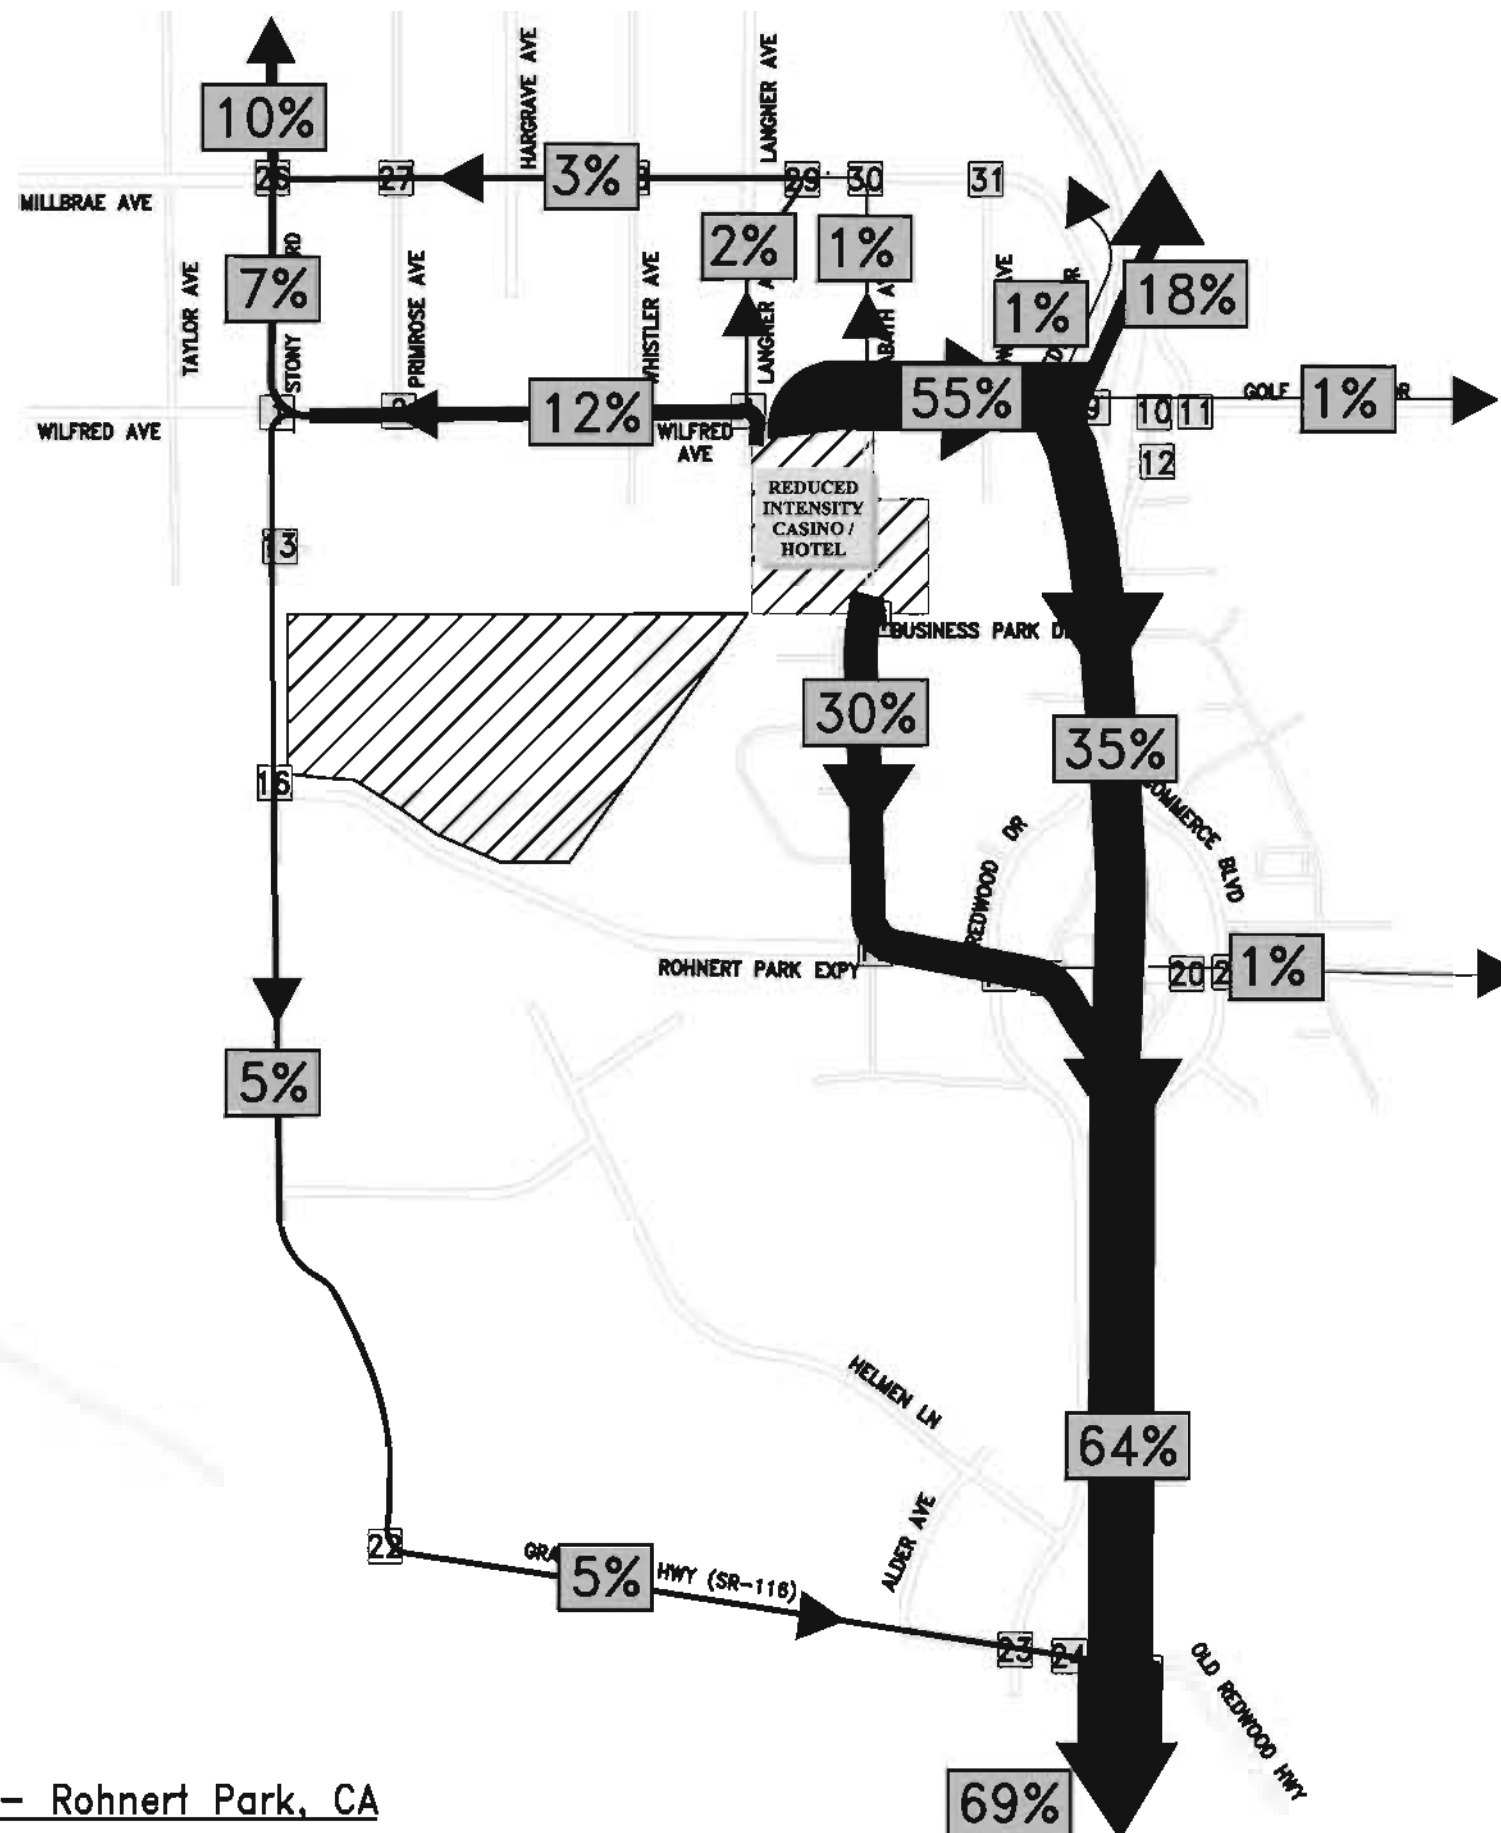 10%
HARGRAVE AVE
LANGNER AVE
26
27
3%
29
30
31
MILLBRAE AVE
2%
1%
TAYLOR AVE
7%
STONY
RD
PRIMROSE AVE
WHISTLER AVE
LANGNER
1%
18%
55%
12%
WILFRED AVE
WILFRED
AVE
9
10
11
GOLF
1%
12
REDUCED
INTENSITY
CASINO /
HOTEL
13
BUSINESS PARK
30%
35%
16
COMMERCE BLVD
REDWOOD DR
ROHNERT PARK EXPY
20
1%
5%
HELMEN LN
64%
ALDER AVE
22
5%
HWY (SR-116)
23
24
OLD REDWOOD HWY
69%
– Rohnert Park, CA